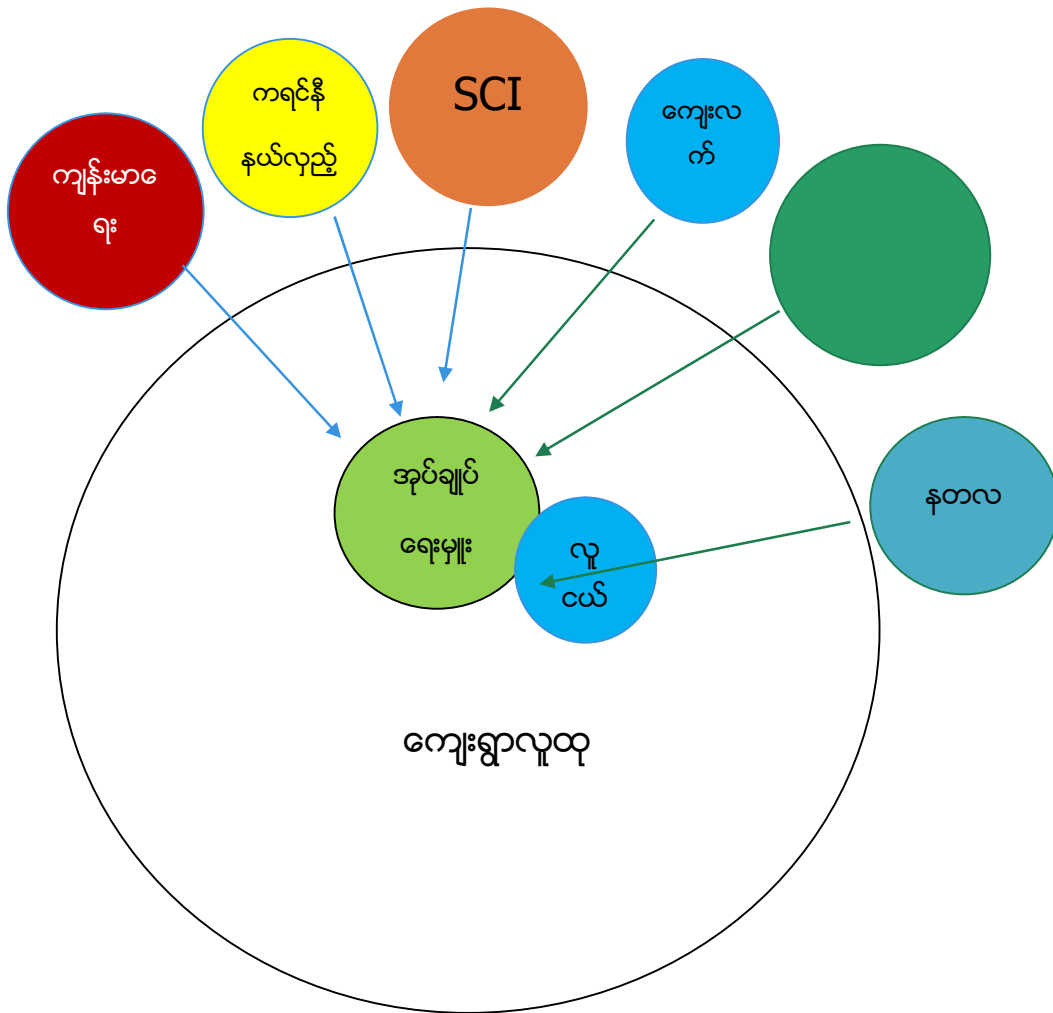 ကျန်းမာေ
ရး
ကရင်နီ
နယ်လှည့်
SCI
ကျေးလ
က်
နတလ
အုပ်ချုပ်
ရေးမှူး
လူ
ငယ်
ကျေးရွာလူထု